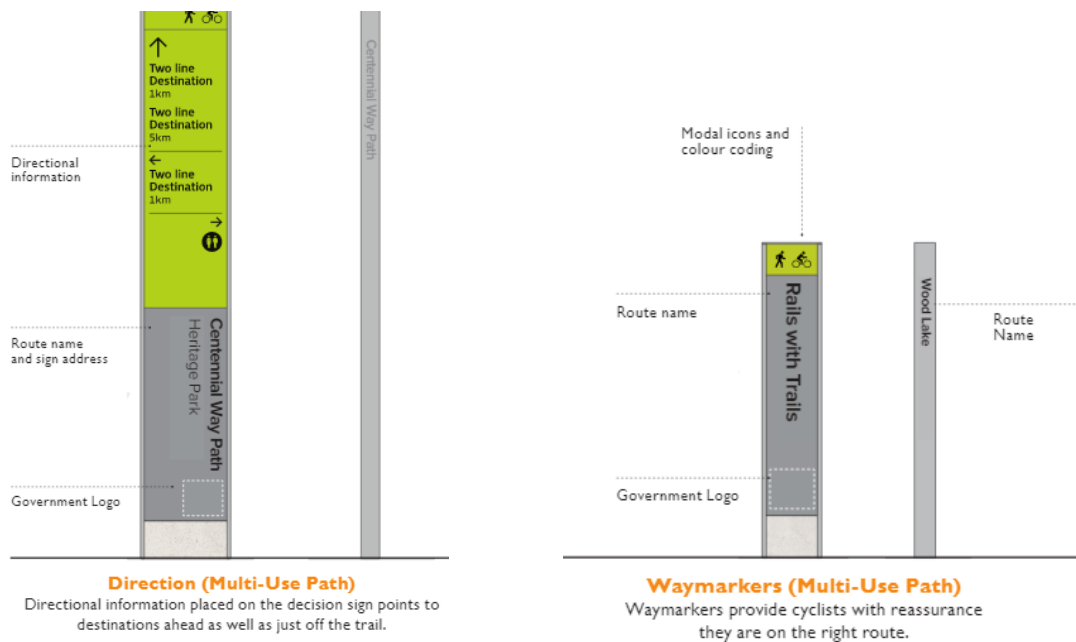 Two line
Destination
1km
Two line
Destination
5km
Two line
Destination
1km
Centennial Way Path
Heritage Park
Directional
information
Route name
and sign address
Government Logo
Centennial Way Path
Direction (Multi-Use Path)
Directional information placed on the decision sign points to
destinations ahead as well as just off the trail.
Modal icons and
colour coding
Rails with Trails
Route name
Government Logo
Wood Lake
Route
Name
Waymarkers (Multi-Use Path)
Waymarkers provide cyclists with reassurance
they are on the right route.